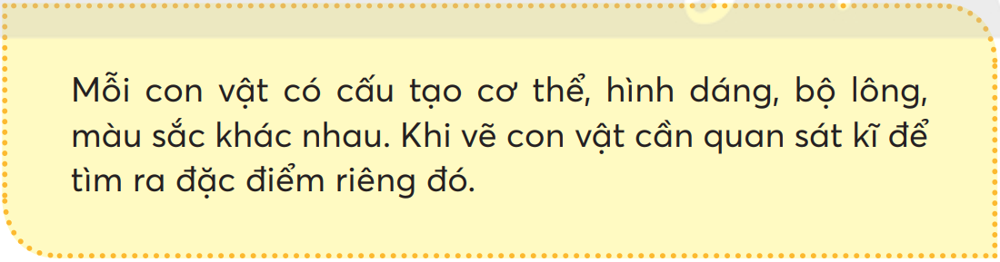 Mỗi con vật có cấu tạo cơ thể, hình dáng, bộ lông,
màu sắc khác nhau. Khi vẽ con vật cần quan sát kĩ để
tìm ra đặc điểm riêng đó.